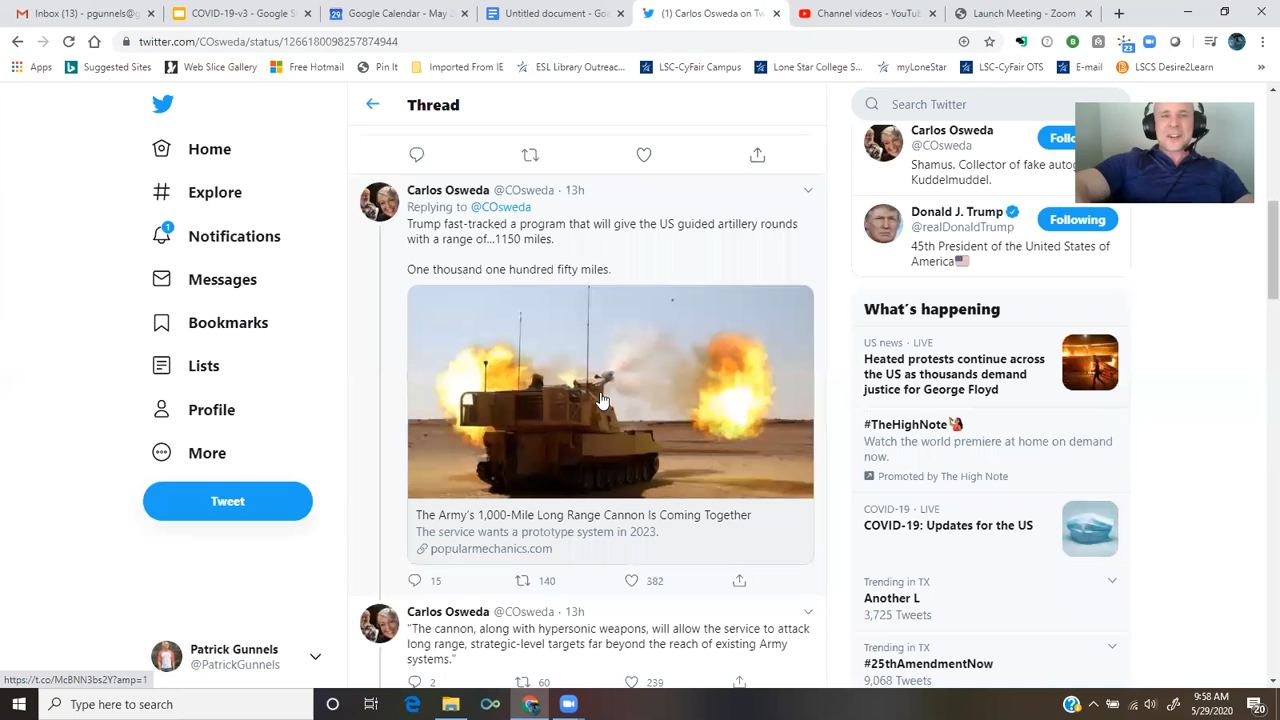 Inbox (903) - pgunnels@g
COVID-19-v3 - Google S
Google Calendar - May
Untitled document - Goo
(1) Carlos Osweda on Tw
Channel videos - YouTu
Launch Meeting - Zoom
twitter.com/COsweda/status/1266180098257874944
23
Apps
Suggested Sites
Web Slice Gallery
Free Hotmail
Pin It
Imported From IE
ESL Library Outreac...
LSC-CyFair Campus
Lone Star College S...
myLoneStar
LSC-CyFair OTS
E-mail
LSCS Desire2Learn
Home
Explore
1
Notifications
Messages
Bookmarks
Lists
Profile
More
Tweet
Patrick Gunnels
@PatrickGunnels
https://t.co/McBNN3bs2Y?amp=1
Thread
Carlos Osweda @COsweda · 13h
Replying to @COsweda
Trump fast-tracked a program that will give the US guided artillery rounds
with a range of...1150 miles.
One thousand one hundred fifty miles.
The Army's 1,000-Mile Long Range Cannon Is Coming Together
The service wants a prototype system in 2023.
popularmechanics.com
15 140 382
Carlos Osweda @COsweda · 13h
"The cannon, along with hypersonic weapons, will allow the service to attack
long range, strategic-level targets far beyond the reach of existing Army
systems."
2 60 239
Search Twitter
Carlos Osweda
@COsweda
Follo
Shamus. Collector of fake autog
Kuddelmuddel.
Donald J. Trump
@realDonaldTrump
Following
45th President of the United States of
America🇺🇸
What's happening
US news · LIVE
Heated protests continue across
the US as thousands demand
justice for George Floyd
#TheHighNote
Watch the world premiere at home on demand
now.
Promoted by The High Note
COVID-19 · LIVE
COVID-19: Updates for the US
Trending in TX
Another L
3,725 Tweets
Trending in TX
#25thAmendmentNow
9,068 Tweets
Type here to search
9:58 AM
5/29/2020
20